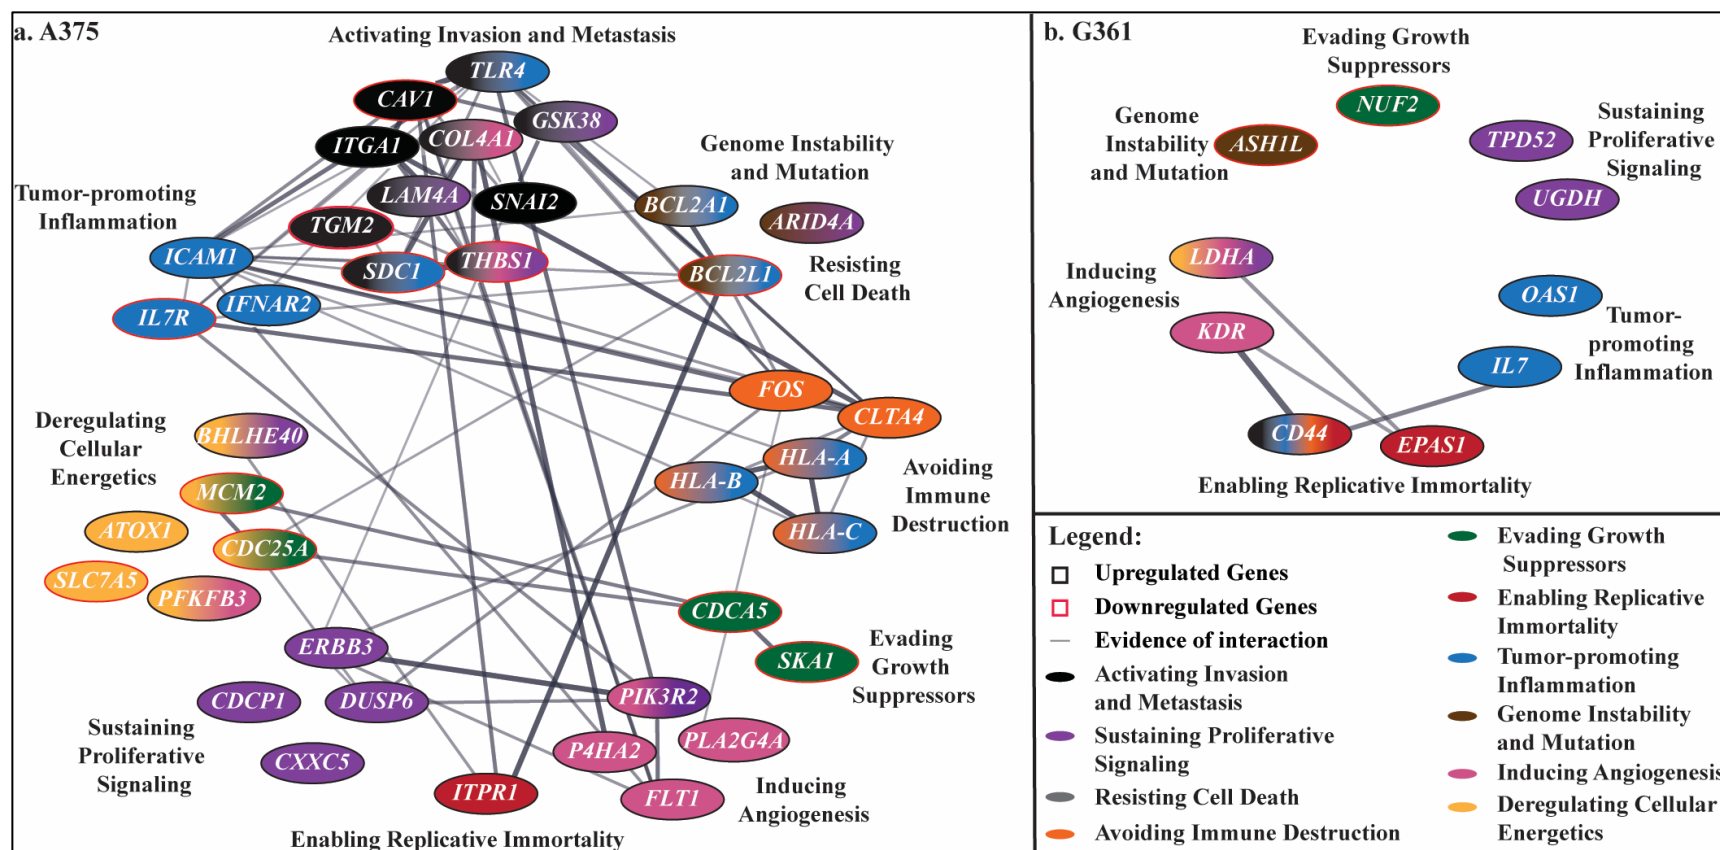 a. A375
Activating Invasion and Metastasis
TLR4
CAV1
GSK38
ITGA1
COL4A1
LAM4A
SNAI2
TGM2
SDC1
THBS1
Genome Instability
and Mutation
BCL2A1
ARID4A
BCL2L1
Resisting
Cell Death
Tumor-promoting
Inflammation
ICAM1
IFNAR2
IL7R
FOS
CLTA4
HLA-A
HLA-B
HLA-C
Avoiding
Immune
Destruction
Deregulating
Cellular
Energetics
BHLHE40
MCM2
ATOX1
CDC25A
SLC7A5
PFKFB3
CDCA5
SKA1
Evading
Growth
Suppressors
ERBB3
CDCP1
DUSP6
CXXC5
Sustaining
Proliferative
Signaling
PIK3R2
P4HA2
PLA2G4A
FLT1
Inducing
Angiogenesis
ITPR1
Enabling Replicative Immortality
b. G361
Evading Growth
Suppressors
NUF2
Genome
Instability
and Mutation
ASH1L
TPD52
UGDH
Sustaining
Proliferative
Signaling
LDHA
KDR
Inducing
Angiogenesis
OAS1
IL7
Tumor-
promoting
Inflammation
CD44
EPAS1
Enabling Replicative Immortality
Legend:
Upregulated Genes
Downregulated Genes
Evidence of interaction
Activating Invasion
and Metastasis
Sustaining Proliferative
Signaling
Resisting Cell Death
Avoiding Immune Destruction
Evading Growth
Suppressors
Enabling Replicative
Immortality
Tumor-promoting
Inflammation
Genome Instability
and Mutation
Inducing Angiogenesis
Deregulating Cellular
Energetics